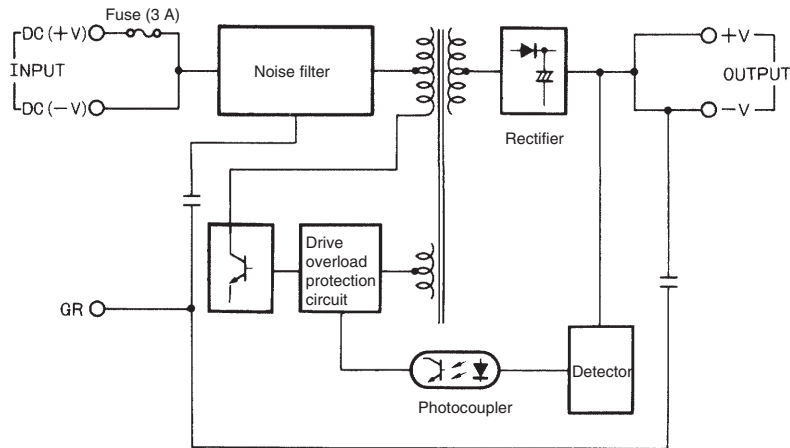 Fuse (3 A)
DC (+V)
INPUT
DC (−V)
Noise filter
Rectifier
+V
OUTPUT
−V
Drive
overload
protection
circuit
GR
Detector
Photocoupler